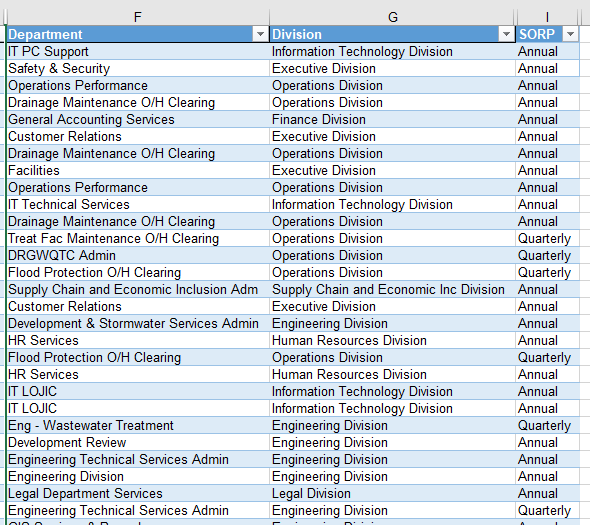 F G I
Department Division SORP
IT PC Support Information Technology Division Annual
Safety & Security Executive Division Annual
Operations Performance Operations Division Annual
Drainage Maintenance O/H Clearing Operations Division Annual
General Accounting Services Finance Division Annual
Customer Relations Executive Division Annual
Drainage Maintenance O/H Clearing Operations Division Annual
Facilities Executive Division Annual
Operations Performance Operations Division Annual
IT Technical Services Information Technology Division Annual
Drainage Maintenance O/H Clearing Operations Division Annual
Treat Fac Maintenance O/H Clearing Operations Division Quarterly
DRGWQTC Admin Operations Division Quarterly
Flood Protection O/H Clearing Operations Division Quarterly
Supply Chain and Economic Inclusion Adm Supply Chain and Economic Inc Division Annual
Customer Relations Executive Division Annual
Development & Stormwater Services Admin Engineering Division Annual
HR Services Human Resources Division Annual
Flood Protection O/H Clearing Operations Division Quarterly
HR Services Human Resources Division Annual
IT LOJIC Information Technology Division Annual
IT LOJIC Information Technology Division Annual
Eng - Wastewater Treatment Engineering Division Quarterly
Development Review Engineering Division Annual
Engineering Technical Services Admin Engineering Division Annual
Engineering Division Engineering Division Annual
Legal Department Services Legal Division Annual
Engineering Technical Services Admin Engineering Division Quarterly